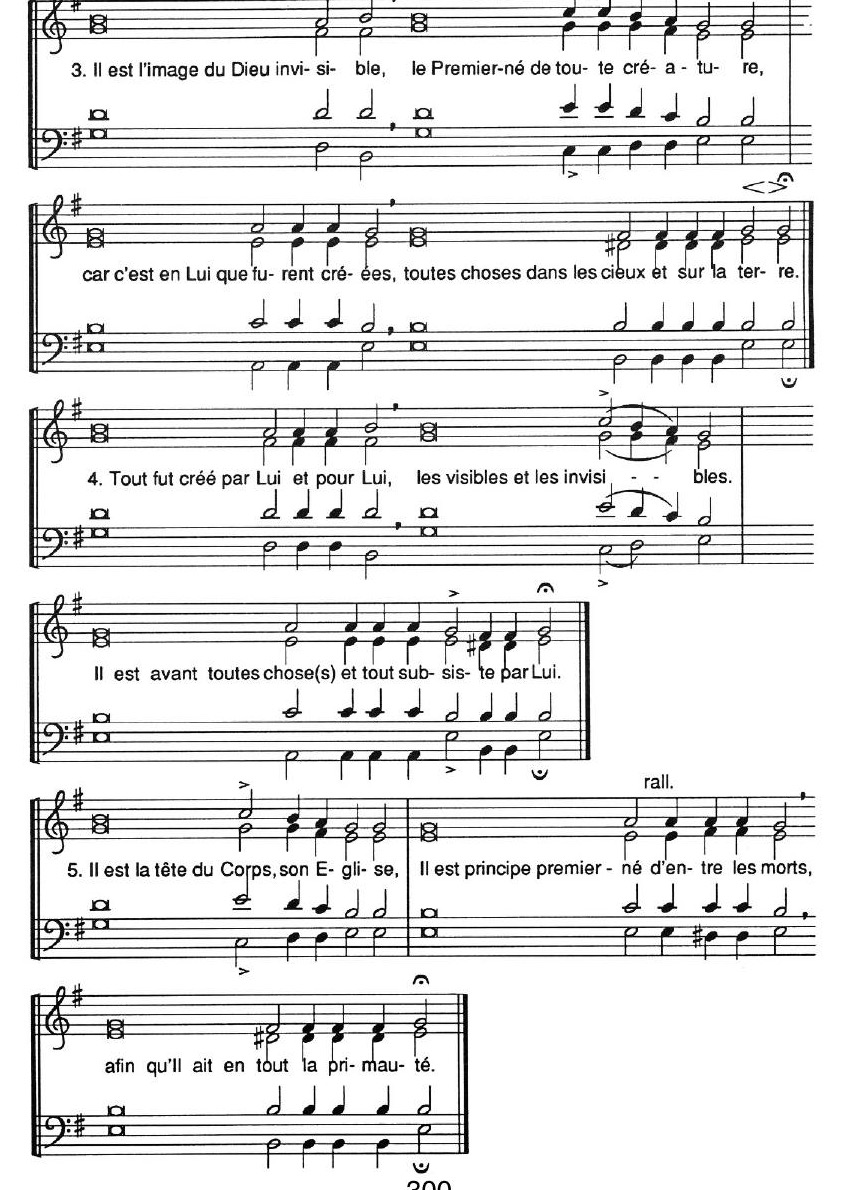 3. Il est l'image du Dieu invi- si- ble, le Premier-né de tou- te cré- a - tu- re,
car c'est en Lui que fu- rent cré- ées, toutes choses dans les cieux et sur la ter- re.
4. Tout fut créé par Lui et pour Lui, les visibles et les invisi - - bles.
Il est avant toutes chose(s) et tout sub- sis- te par Lui.
rall.
5. Il est la tête du Corps, son E- gli- se, Il est principe premier - né d'en- tre les morts,
afin qu'Il ait en tout la pri- mau- té.
300